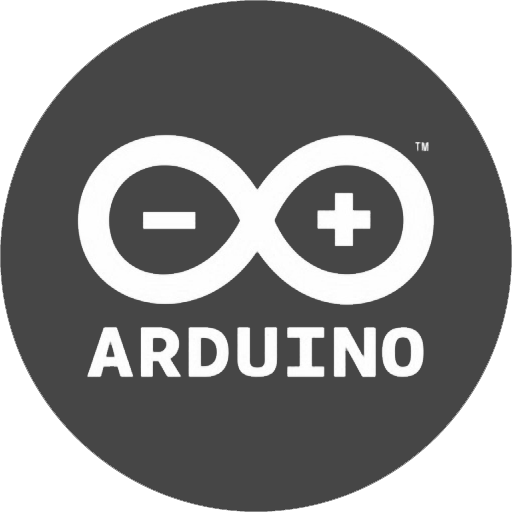 ™
- +
ARDUINO